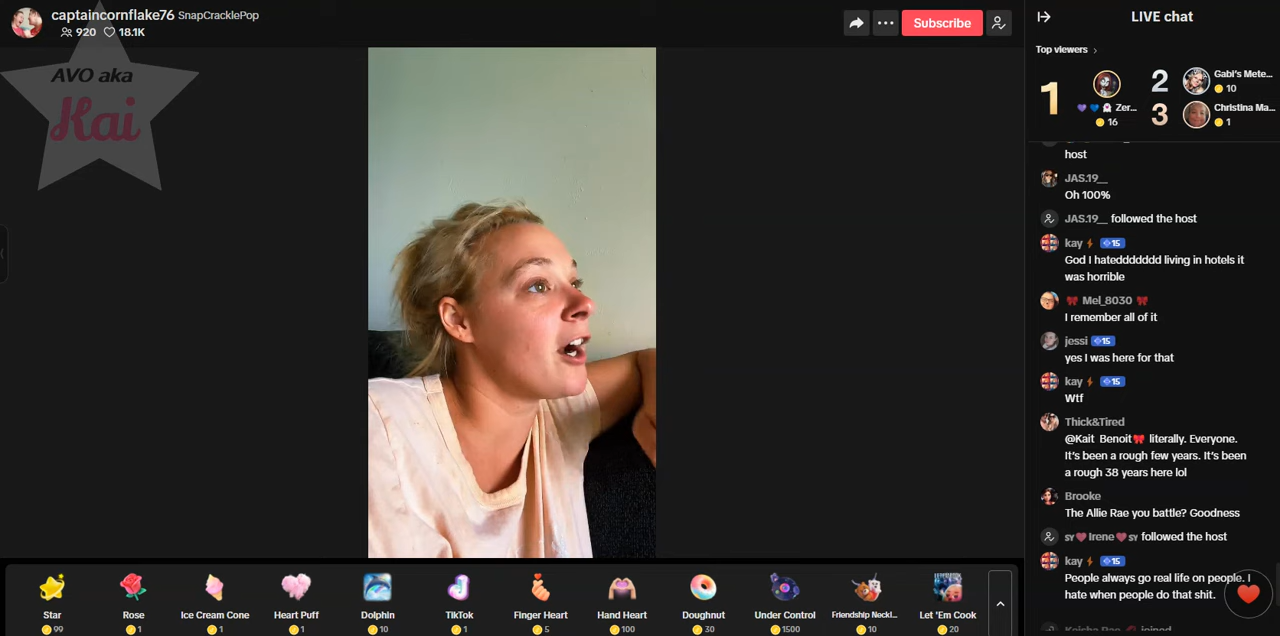 captaincornflake76 SnapCracklePop
920 18.1K
Subscribe
AVO aka
Kai
LIVE chat
Top viewers
1
Zer...
16
2
Gabi's Mete...
10
3
Christina Ma...
1
host
JAS.19__
Oh 100%
JAS.19__ followed the host
kay 15
God I hatedddddd living in hotels it
was horrible
Mel_8030
I remember all of it
jessi 15
yes I was here for that
kay 15
Wtf
Thick&Tired
@Kait Benoit literally. Everyone.
It's been a rough few years. It's been
a rough 38 years here lol
Brooke
The Allie Rae you battle? Goodness
SY Irene SY followed the host
kay 15
People always go real life on people. I
hate when people do that shit.
Star
99
Rose
1
Ice Cream Cone
1
Heart Puff
1
Dolphin
10
TikTok
1
Finger Heart
5
Hand Heart
100
Doughnut
30
Under Control
1500
Friendship Neckl...
10
Let 'Em Cook
20